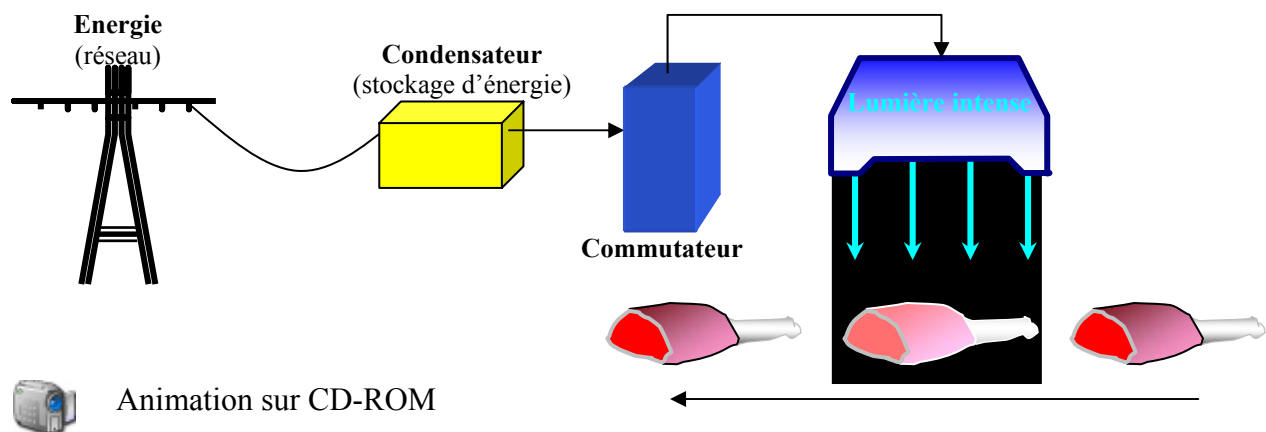 Energie
(réseau)
Condensateur
(stockage d’énergie)
Lumière intense
Commutateur
Animation sur CD-ROM